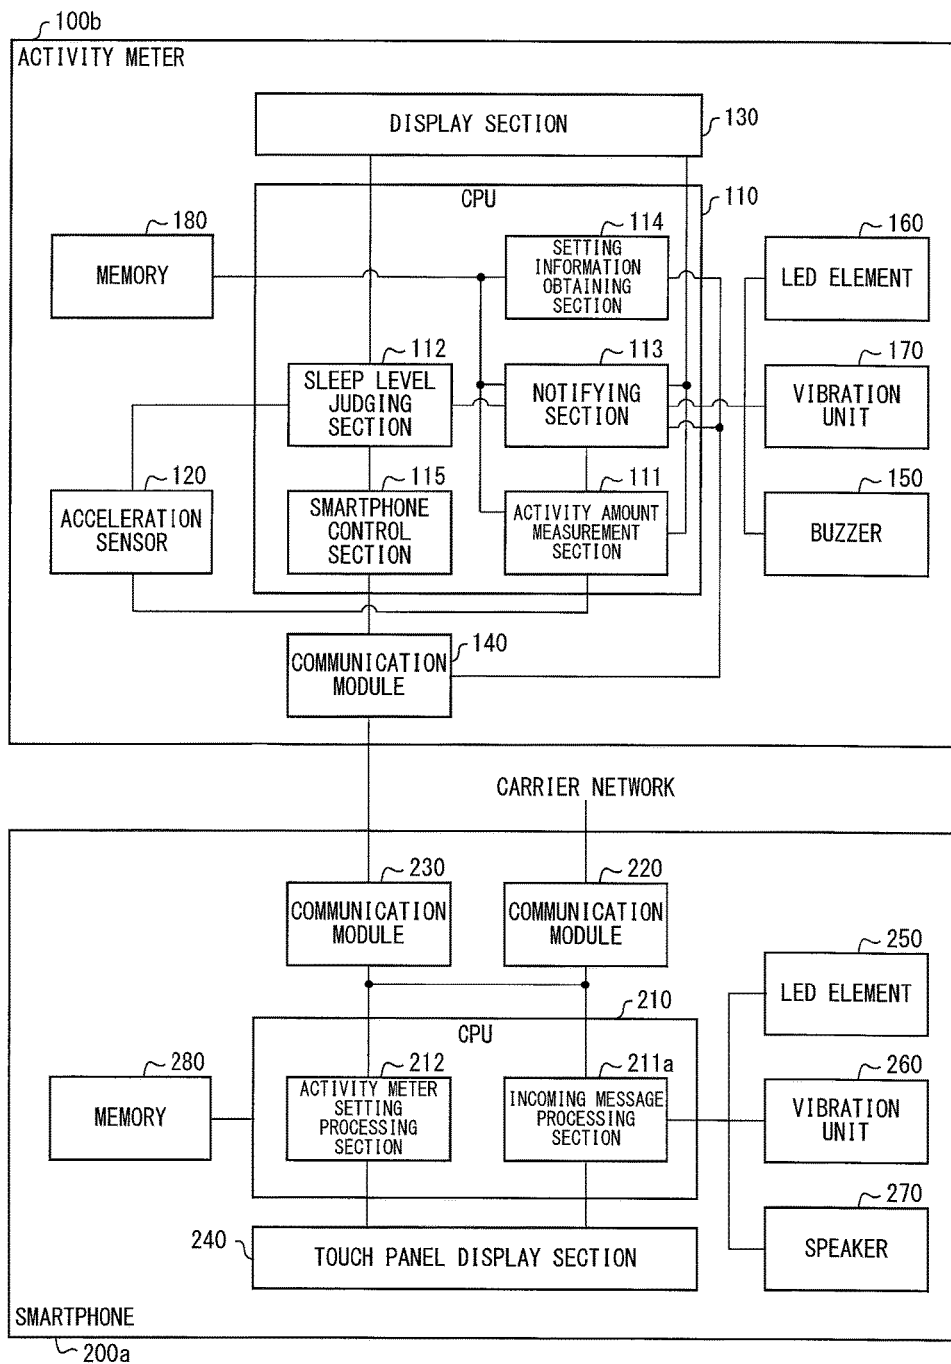 100b
ACTIVITY METER
DISPLAY SECTION
130
CPU
110
180
MEMORY
114
SETTING
INFORMATION
OBTAINING
SECTION
160
LED ELEMENT
112
SLEEP LEVEL
JUDGING
SECTION
113
NOTIFYING
SECTION
170
VIBRATION
UNIT
120
ACCELERATION
SENSOR
115
SMARTPHONE
CONTROL
SECTION
111
ACTIVITY AMOUNT
MEASUREMENT
SECTION
150
BUZZER
140
COMMUNICATION
MODULE
CARRIER NETWORK
230
COMMUNICATION
MODULE
220
COMMUNICATION
MODULE
250
LED ELEMENT
210
CPU
280
MEMORY
212
ACTIVITY METER
SETTING
PROCESSING
SECTION
211a
INCOMING MESSAGE
PROCESSING
SECTION
260
VIBRATION
UNIT
240
TOUCH PANEL DISPLAY SECTION
270
SPEAKER
SMARTPHONE
200a